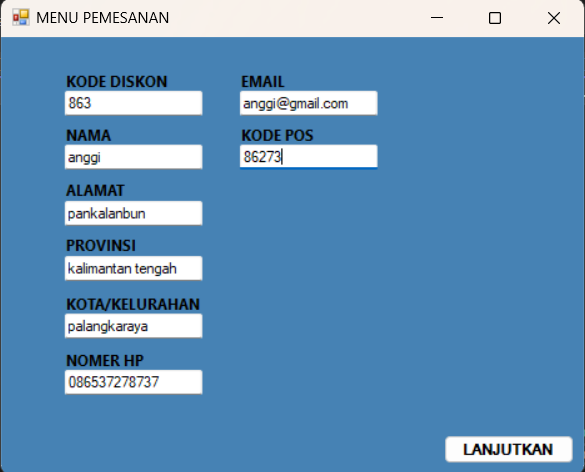 MENU PEMESANAN
KODE DISKON
863
NAMA
anggi
ALAMAT
pankalanbun
PROVINSI
kalimantan tengah
KOTA/KELURAHAN
palangkaraya
NOMER HP
086537278737
EMAIL
anggi@gmail.com
KODE POS
86273
LANJUTKAN